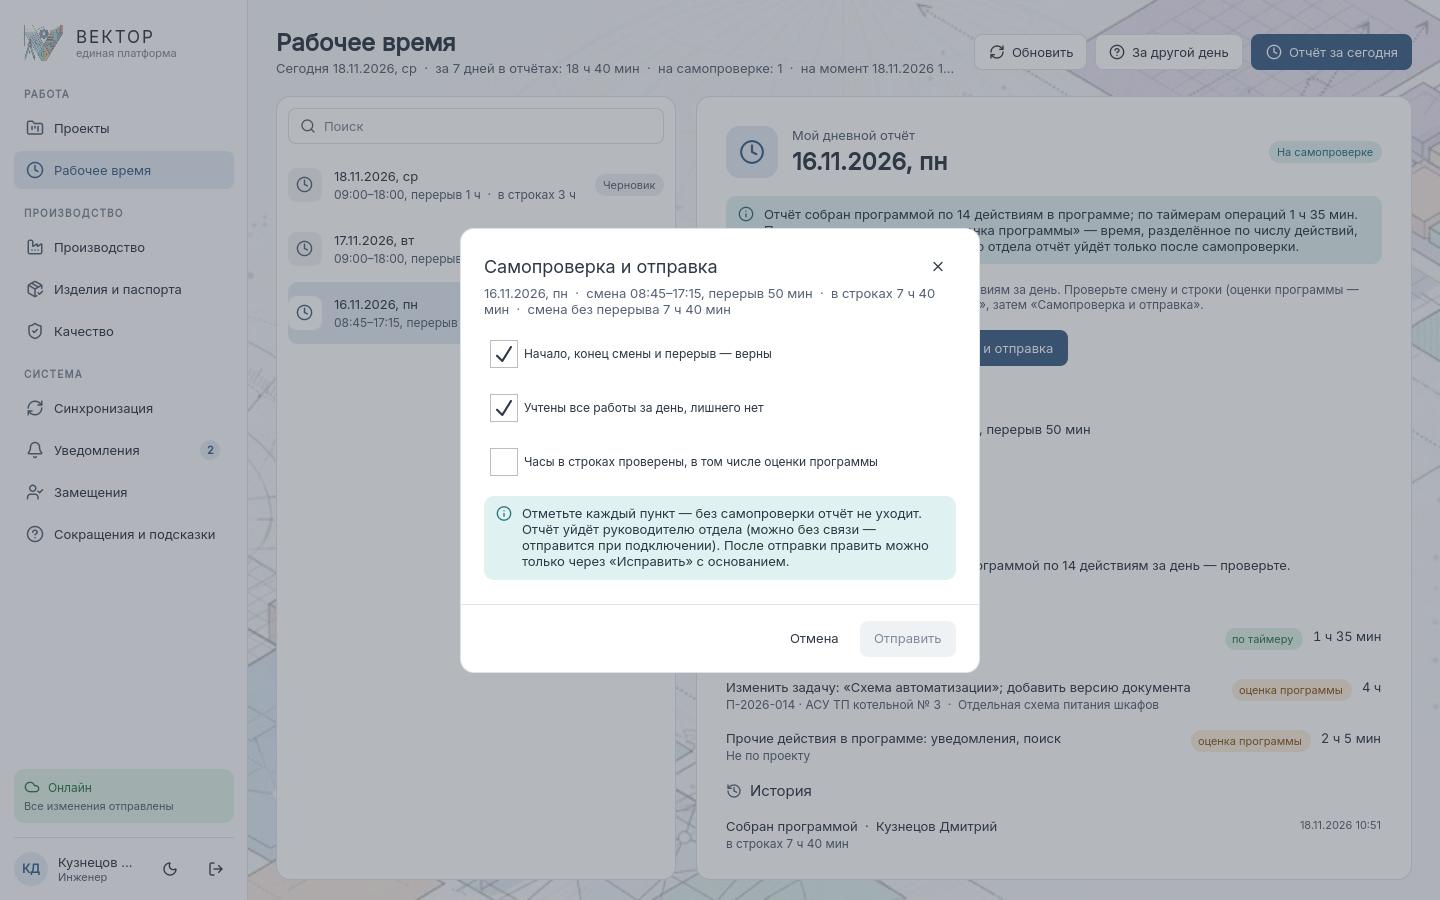 ВЕКТОР
единая платформа
РАБОТА
Проекты
Рабочее время
ПРОИЗВОДСТВО
Производство
Изделия и паспорта
Качество
СИСТЕМА
Синхронизация
Уведомления 2
Замещения
Сокращения и подсказки
Онлайн
Все изменения отправлены
КД
Кузнецов ...
Инженер
Рабочее время
Сегодня 18.11.2026, ср · за 7 дней в отчётах: 18 ч 40 мин · на самопроверке: 1 · на момент 18.11.2026 1...
Обновить
За другой день
Отчёт за сегодня
Поиск
18.11.2026, ср
09:00–18:00, перерыв 1 ч · в строках 3 ч
Черновик
17.11.2026, вт
09:00–18:00, перерыв
16.11.2026, пн
08:45–17:15, перерыв
Мой дневной отчёт
16.11.2026, пн
На самопроверке
Отчёт собран программой по 14 действиям в программе; по таймерам операций 1 ч 35 мин.
нка программы» — время, разделённое по числу действий,
отдела отчёт уйдёт только после самопроверки.
виям за день. Проверьте смену и строки (оценки программы —
», затем «Самопроверка и отправка».
и отправка
, перерыв 50 мин
ограммой по 14 действиям за день — проверьте.
по таймеру 1 ч 35 мин
Изменить задачу: «Схема автоматизации»; добавить версию документа
П-2026-014 · АСУ ТП котельной № 3 · Отдельная схема питания шкафов
оценка программы 4 ч
Прочие действия в программе: уведомления, поиск
Не по проекту
оценка программы 2 ч 5 мин
История
Собран программой · Кузнецов Дмитрий
18.11.2026 10:51
в строках 7 ч 40 мин
Самопроверка и отправка
16.11.2026, пн · смена 08:45–17:15, перерыв 50 мин · в строках 7 ч 40
мин · смена без перерыва 7 ч 40 мин
Начало, конец смены и перерыв — верны
Учтены все работы за день, лишнего нет
Часы в строках проверены, в том числе оценки программы
Отметьте каждый пункт — без самопроверки отчёт не уходит.
Отчёт уйдёт руководителю отдела (можно без связи —
отправится при подключении). После отправки править можно
только через «Исправить» с основанием.
Отмена
Отправить